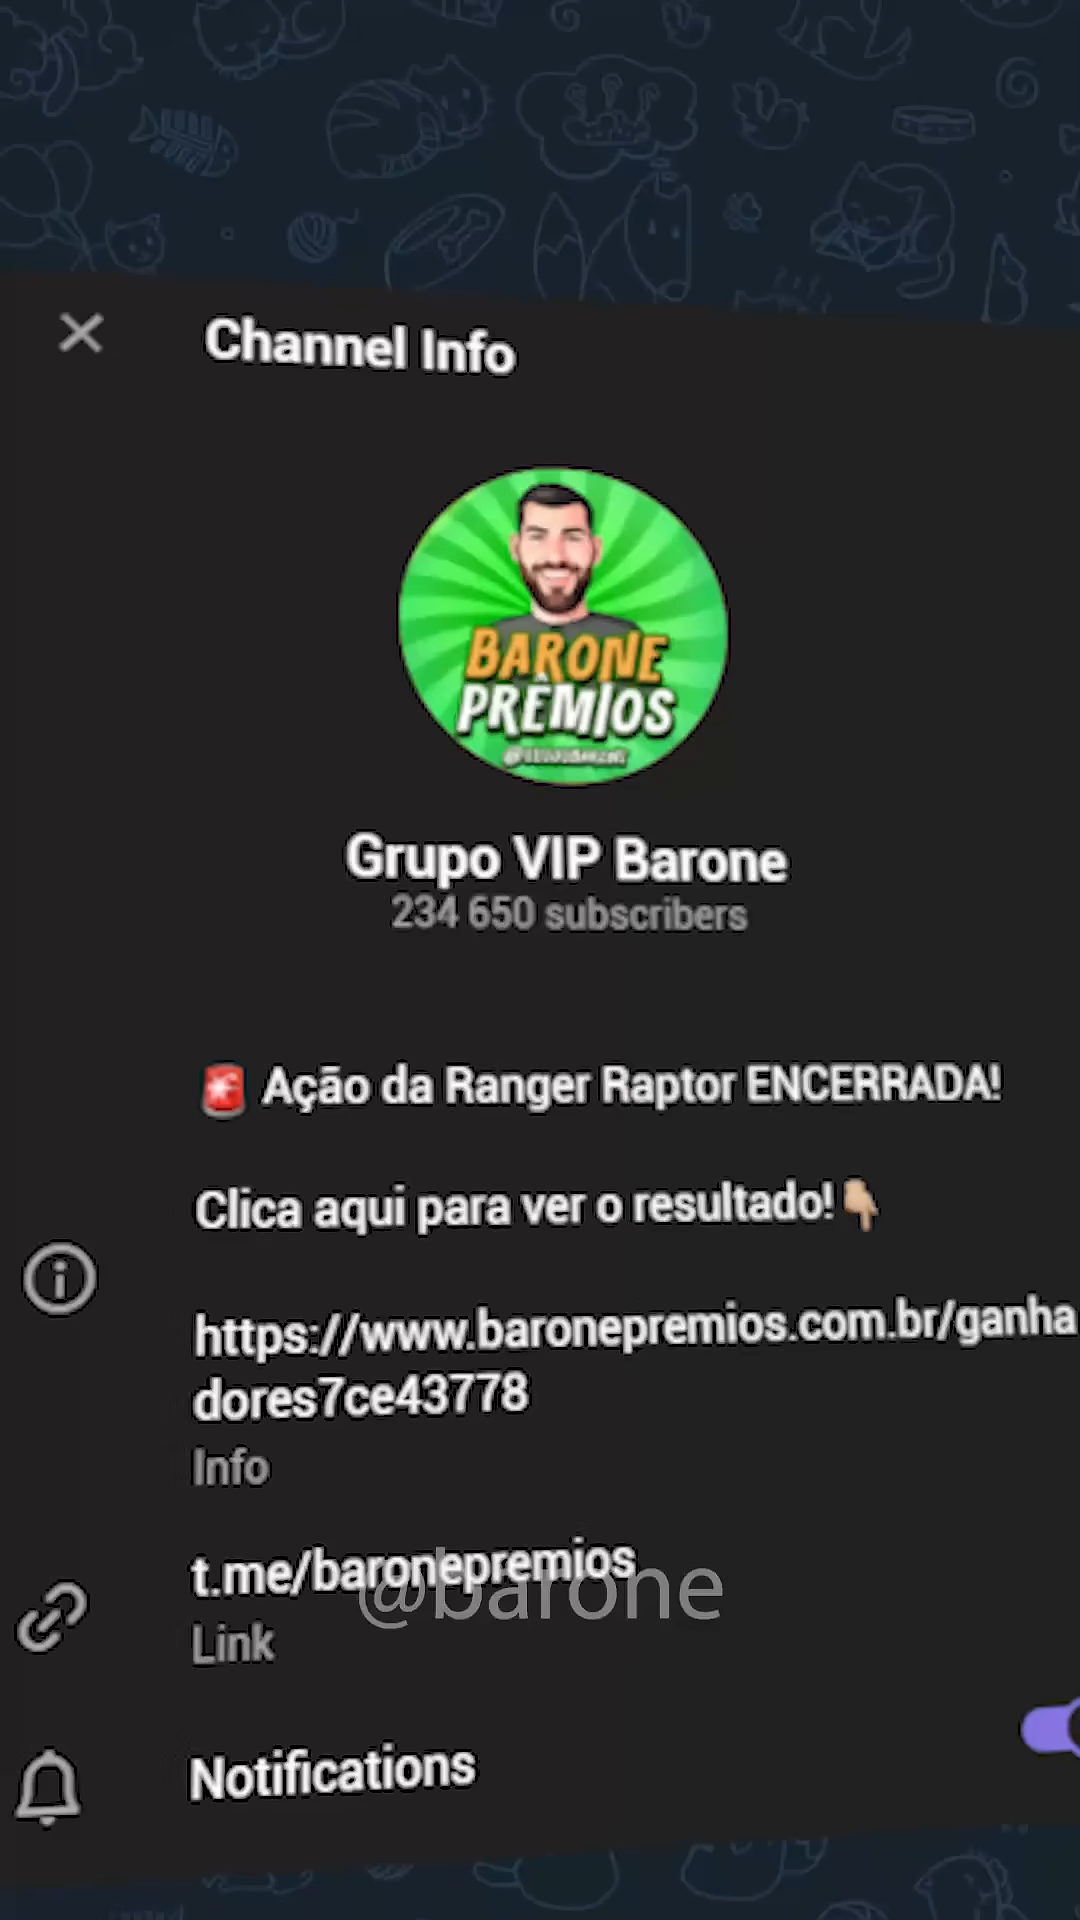 Channel Info
BARONE
PRÊMIOS
Grupo VIP Barone
234 650 subscribers
🚨 Ação da Ranger Raptor ENCERRADA!
Clica aqui para ver o resultado!👇🏼
https://www.baronepremios.com.br/ganha
dores7ce43778
Info
t.me/baronepremios
@barone
Link
Notifications